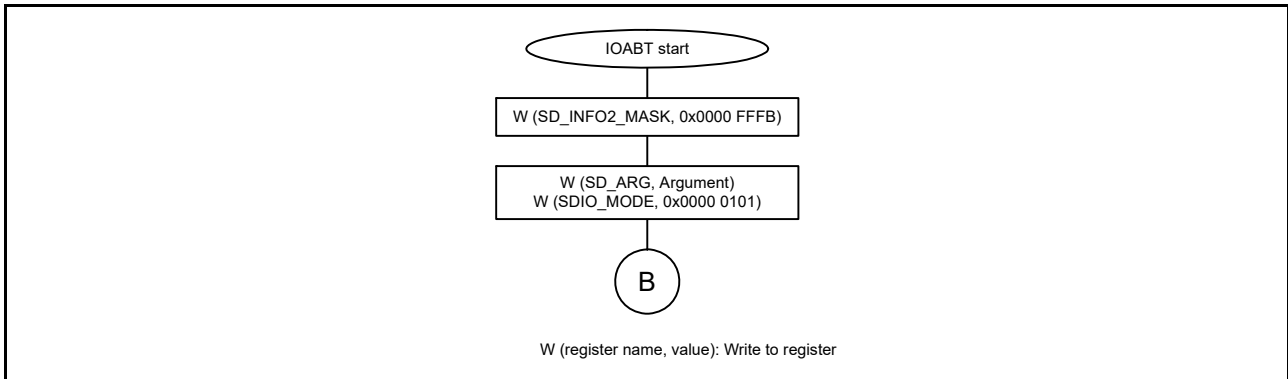 IOABT start
W (SD_INFO2_MASK, 0x0000 FFFB)
W (SD_ARG, Argument)
W (SDIO_MODE, 0x0000 0101)
B
W (register name, value): Write to register